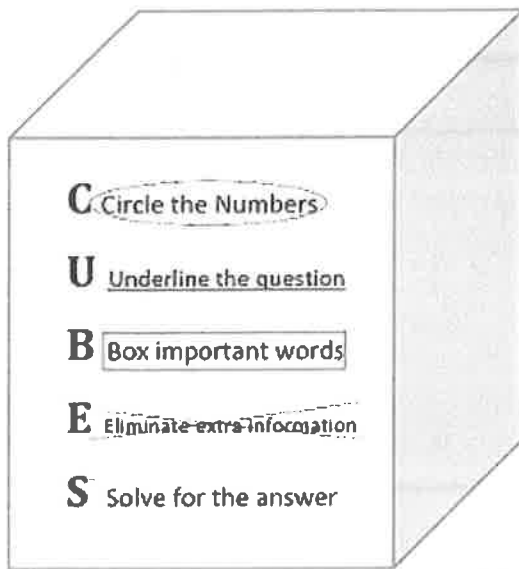 C Circle the Numbers
U Underline the question
B Box important words
E Eliminate extra information
S Solve for the answer